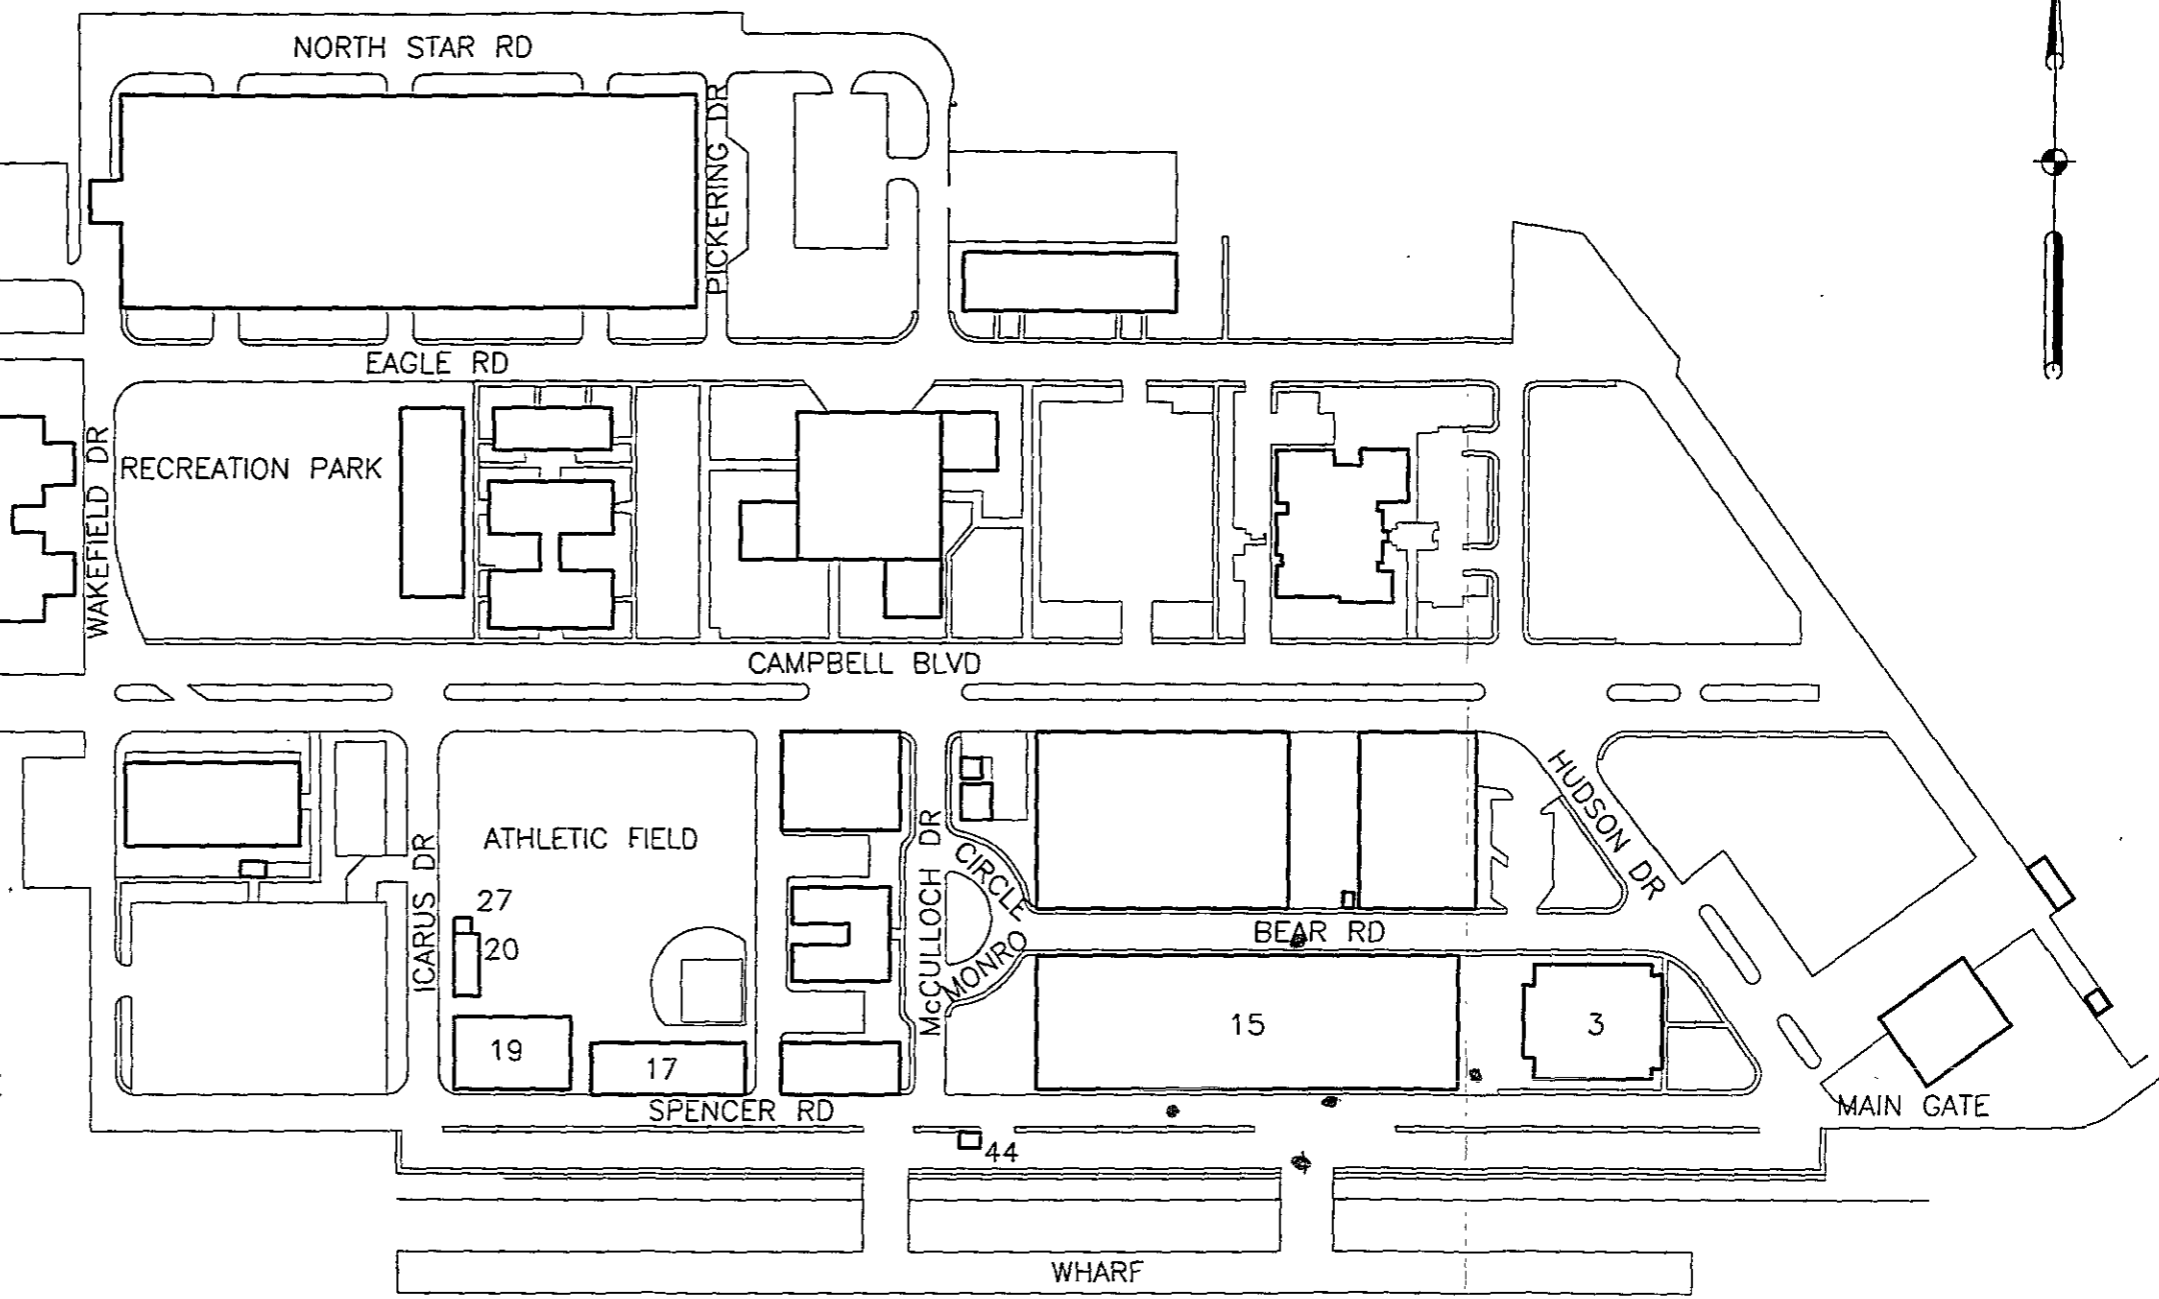 NORTH STAR RD
PICKERING DR
EAGLE RD
WAKEFIELD DR
RECREATION PARK
CAMPBELL BLVD
HUDSON DR
ATHLETIC FIELD
ICARUS DR
McCULLOCH DR
CIRCLE
MONRO
27
20
BEAR RD
19
17
15
3
SPENCER RD
MAIN GATE
44
WHARF